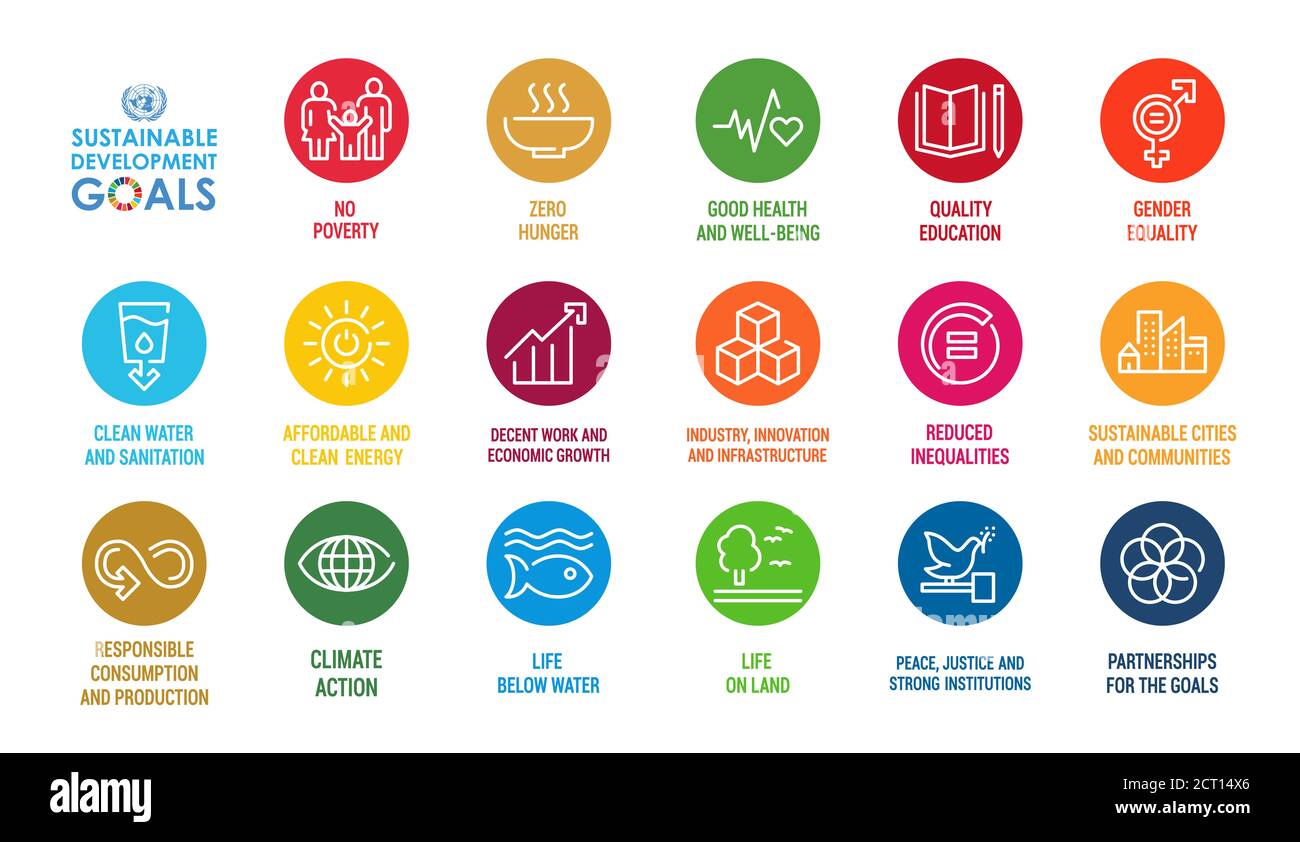 SUSTAINABLE
DEVELOPMENT
GOALS
NO
POVERTY
ZERO
HUNGER
GOOD HEALTH
AND WELL-BEING
QUALITY
EDUCATION
GENDER
EQUALITY
CLEAN WATER
AND SANITATION
AFFORDABLE AND
CLEAN ENERGY
DECENT WORK AND
ECONOMIC GROWTH
INDUSTRY, INNOVATION
AND INFRASTRUCTURE
REDUCED
INEQUALITIES
SUSTAINABLE CITIES
AND COMMUNITIES
RESPONSIBLE
CONSUMPTION
AND PRODUCTION
CLIMATE
ACTION
LIFE
BELOW WATER
LIFE
ON LAND
PEACE, JUSTICE AND
STRONG INSTITUTIONS
PARTNERSHIPS
FOR THE GOALS
alamy
Image ID: 2CT14X6
www.alamy.com